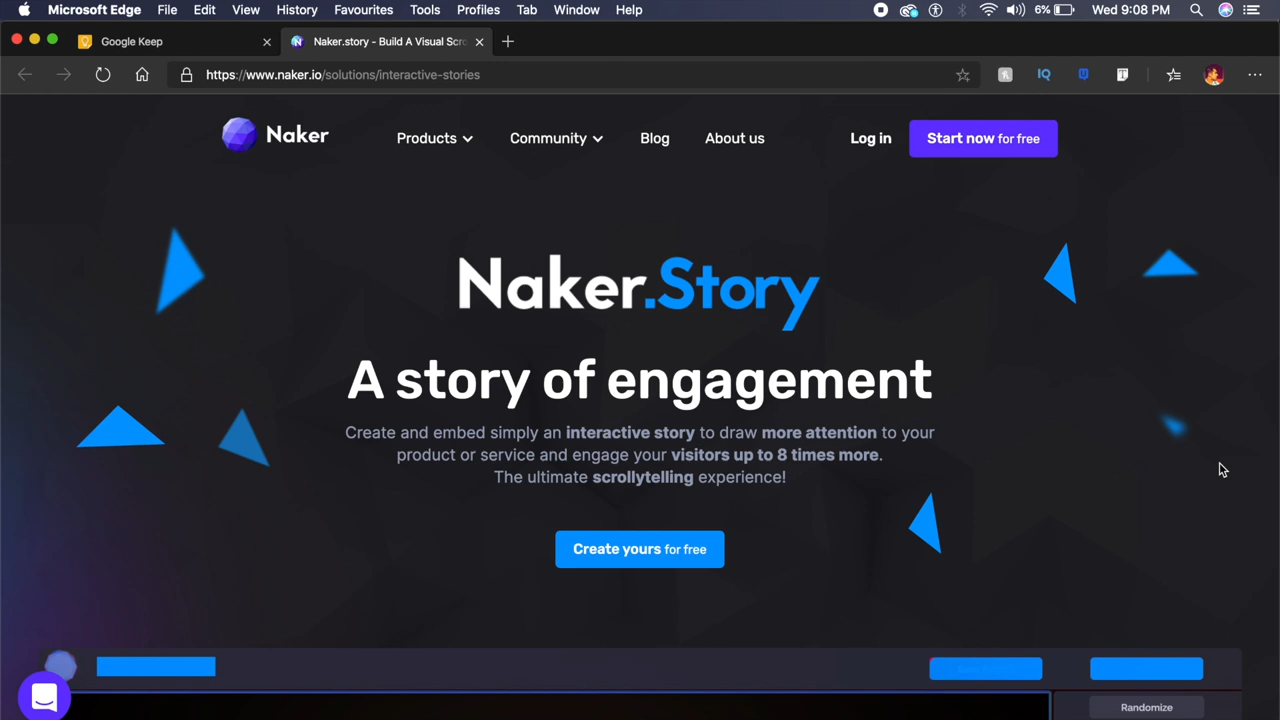 Microsoft Edge File Edit View History Favourites Tools Profiles Tab Window Help 6% Wed 9:08 PM
Google Keep Naker.story - Build A Visual Scro
https://www.naker.io/solutions/interactive-stories IQ
Naker Products Community Blog About us Log in Start now for free
Naker.Story
A story of engagement
Create and embed simply an interactive story to draw more attention to your
product or service and engage your visitors up to 8 times more.
The ultimate scrollytelling experience!
Create yours for free
Randomize